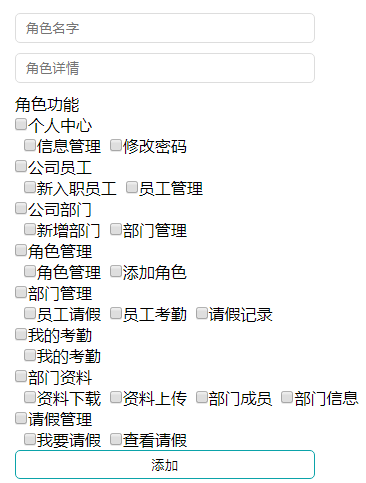 角色名字
角色详情
角色功能
个人中心
信息管理 修改密码
公司员工
新入职员工 员工管理
公司部门
新增部门 部门管理
角色管理
角色管理 添加角色
部门管理
员工请假 员工考勤 请假记录
我的考勤
我的考勤
部门资料
资料下载 资料上传 部门成员 部门信息
请假管理
我要请假 查看请假
添加